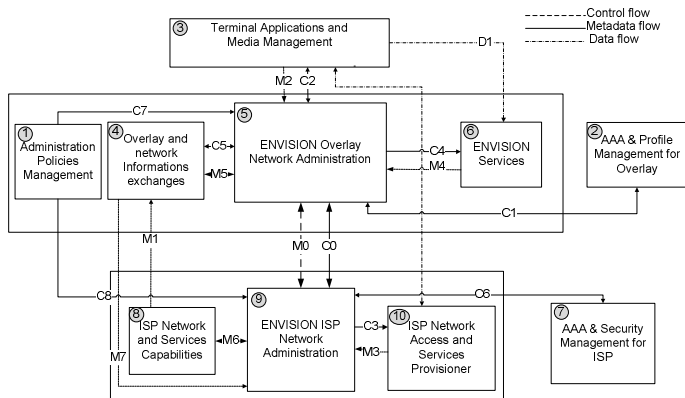 Control flow
Metadata flow
Data flow
3
Terminal Applications and
Media Management
D1
M2
C2
C7
1
Administration
Policies
Management
4
Overlay and
network
Informations
exchanges
C5
M5
5
ENVISION Overlay
Network Administration
C4
M4
6
ENVISION
Services
2
AAA & Profile
Management for
Overlay
C1
M1
M0
C0
C8
C6
8
ISP Network
and Services
Capabilities
M6
M7
9
ENVISION ISP
Network
Administration
C3
M3
10
ISP Network
Access and
Services
Provisioner
7
AAA & Security
Management for
ISP